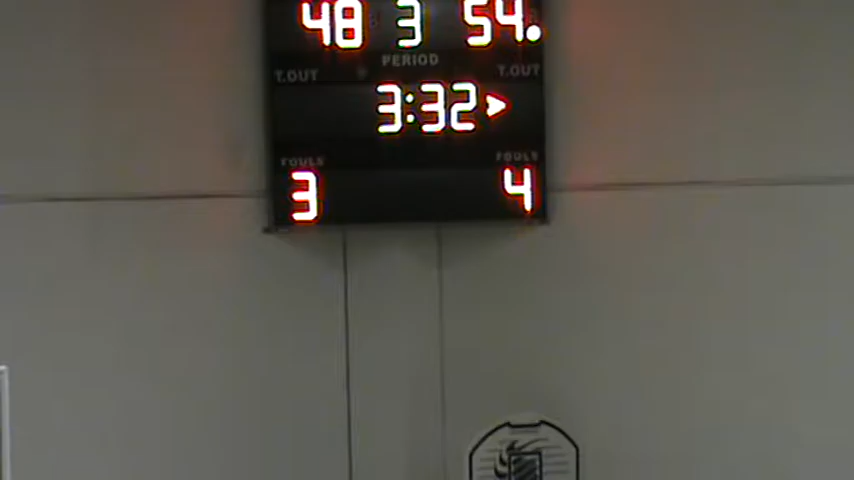 48 3 54.
PERIOD
T.OUT T.OUT
3:32
FOULS FOULS
3 4